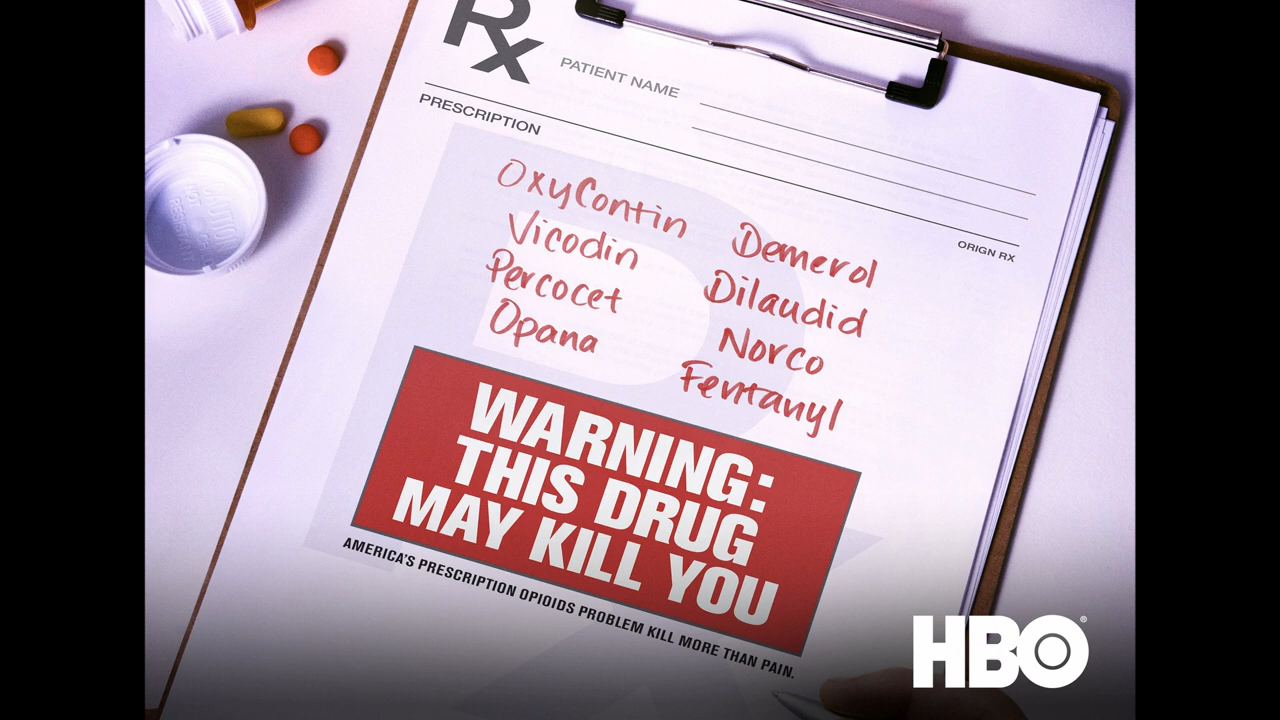 Rx
PATIENT NAME
PRESCRIPTION
ORIGN RX
OxyContin
Vicodin
Percocet
Opana
Demerol
Dilaudid
Norco
Fentanyl
WARNING:
THIS DRUG
MAY KILL YOU
AMERICA'S PRESCRIPTION OPIOIDS PROBLEM KILL MORE THAN PAIN.
HBO®